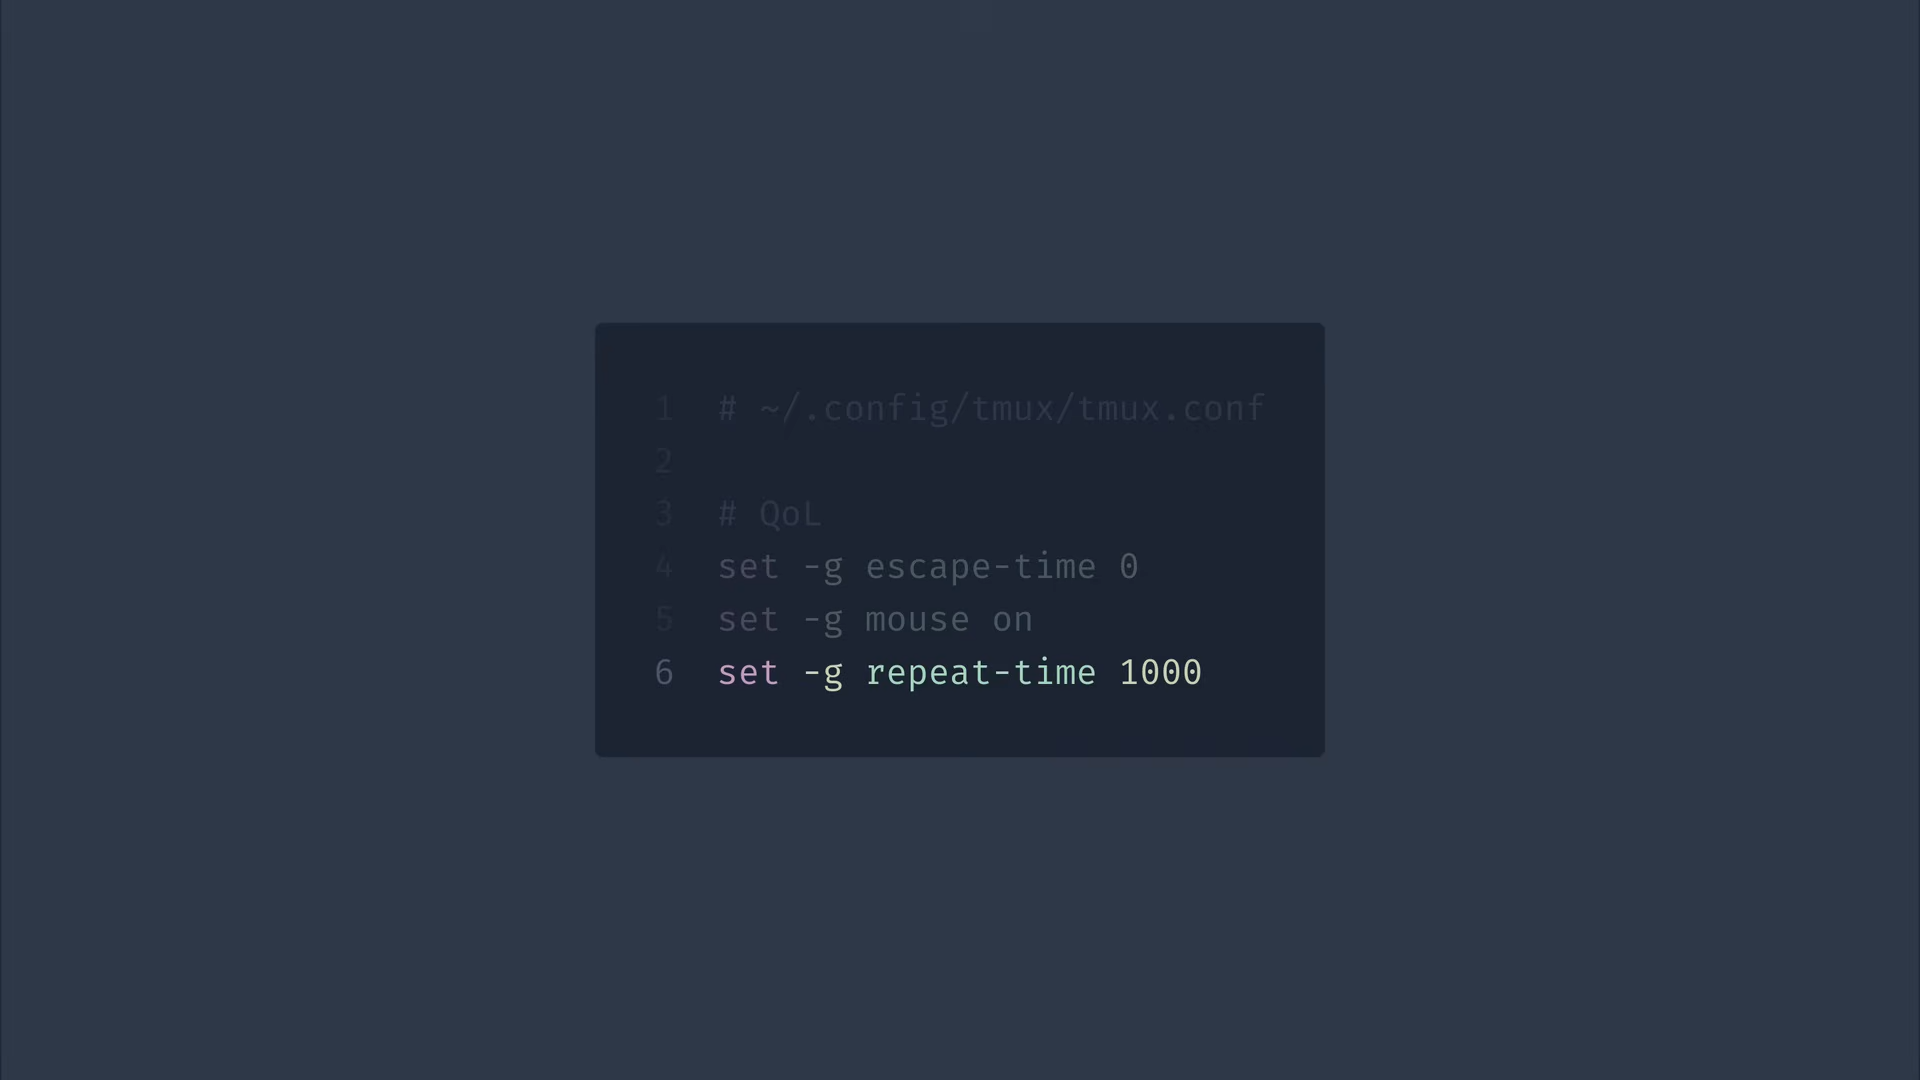 1 # ~/.config/tmux/tmux.conf
2
3 # QoL
4 set -g escape-time 0
5 set -g mouse on
6 set -g repeat-time 1000